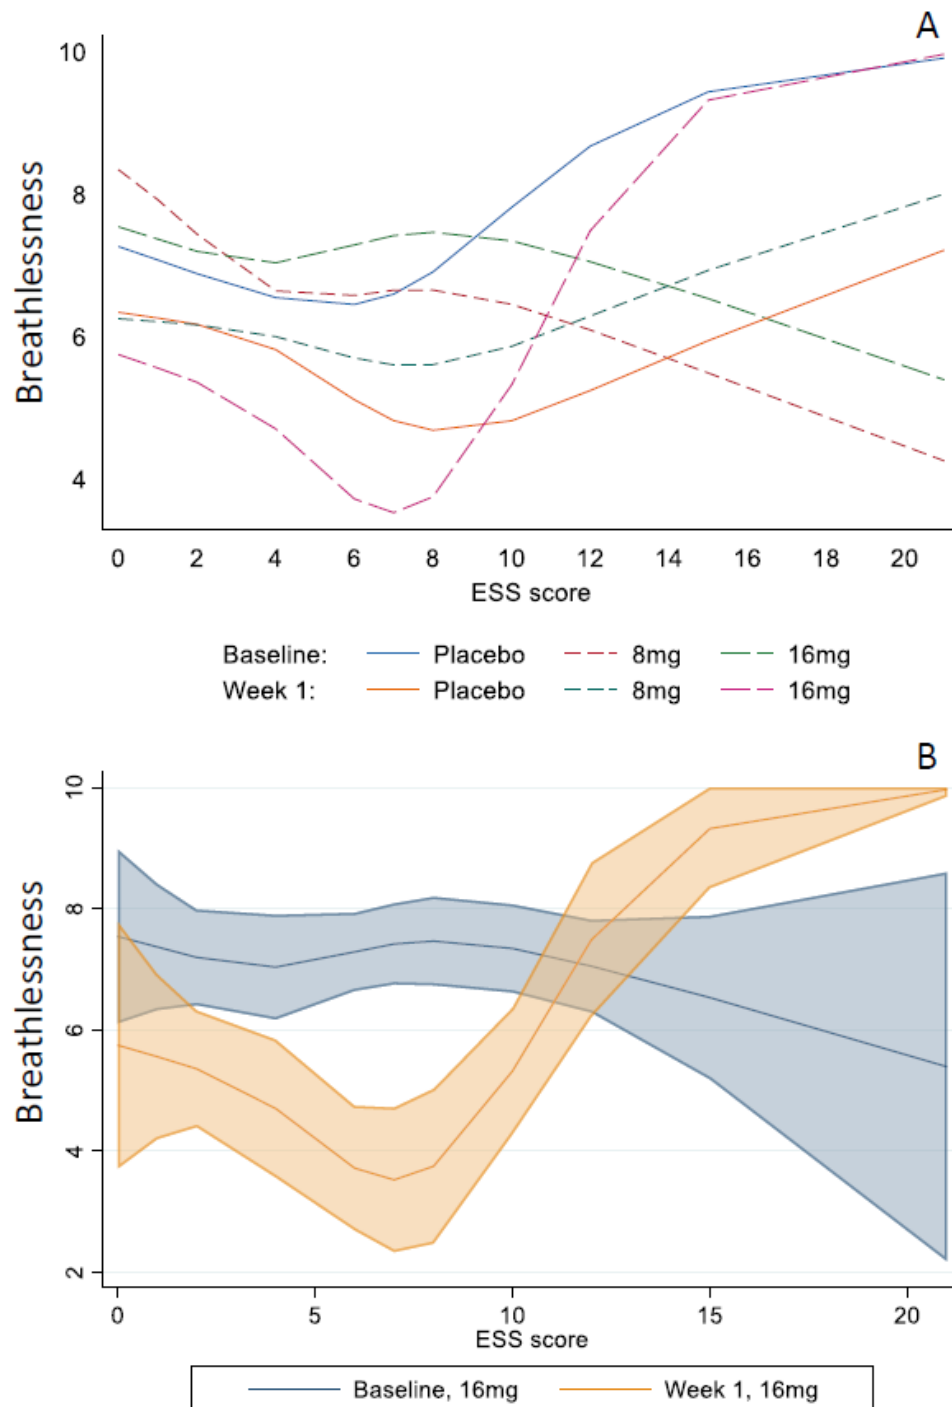 A
10
8
6
4
Breathlessness
0 2 4 6 8 10 12 14 16 18 20
ESS score
Baseline: Placebo 8mg 16mg
Week 1: Placebo 8mg 16mg
B
10
8
6
4
2
Breathlessness
0 5 10 15 20
ESS score
Baseline, 16mg Week 1, 16mg